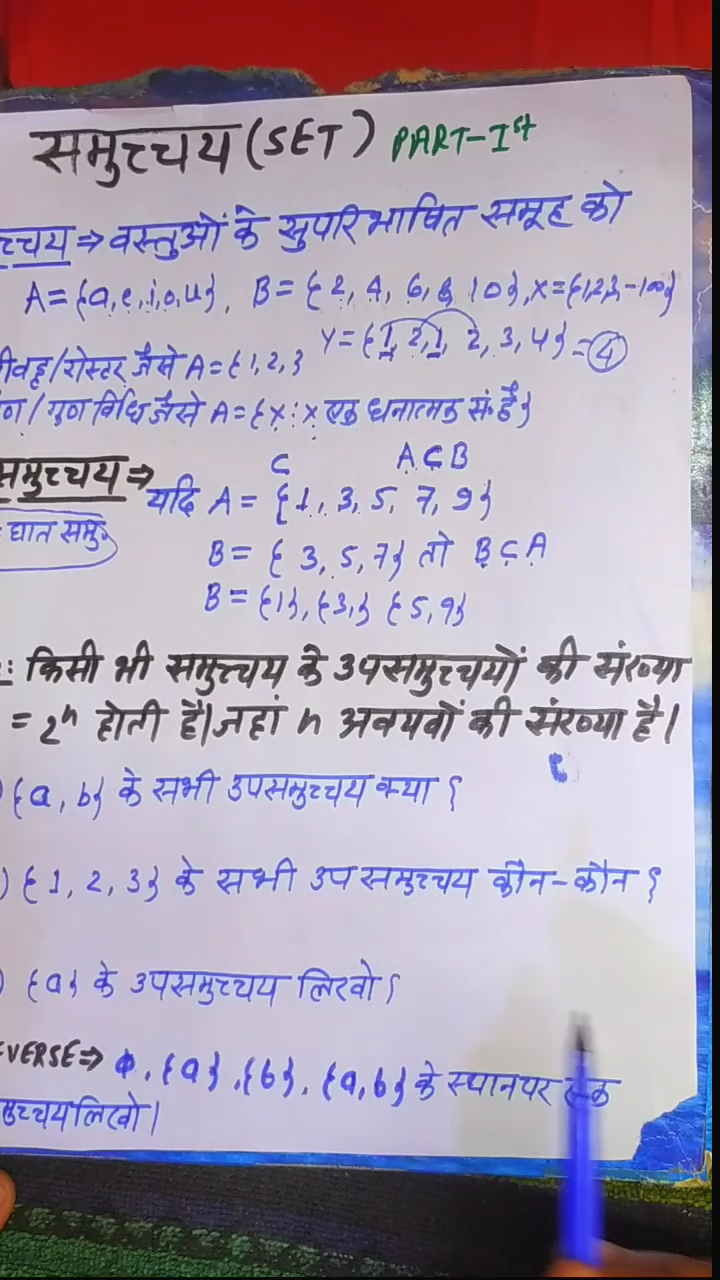 समुच्चय (SET) PART-Ist
च्चय ⇒ वस्तुओं के सुपरिभाषित समूह को
A = {a, e, i, o, u}, B = {2, 4, 6, 8, 10}, X = {1,2,3-100}
Y = {1, 2, 1, 2, 3, 4} = 4
/रोस्टर जैसे A = {1, 2, 3
/ गुण विधि जैसे A = {x : x एक धनात्मक सं. है}
समुच्चय ⇒ ⊂ A ⊂ B
यदि A = {1, 3, 5, 7, 9}
= घात समु.
B = {3, 5, 7} तो B ⊂ A
B = {1}, {3,} {5, 9}
: किसी भी समुच्चय के उपसमुच्चयों की संख्या
= 2ⁿ होती है। जहां n अवयवों की संख्या है।
) {a, b} के सभी उपसमुच्चय क्या ?
) {1, 2, 3} के सभी उपसमुच्चय कौन-कौन ?
) {a} के उपसमुच्चय लिखो ?
EVERSE ⇒ ϕ, {a}, {b}, {a, b} के स्थानपर एक
मुच्चय लिखो।